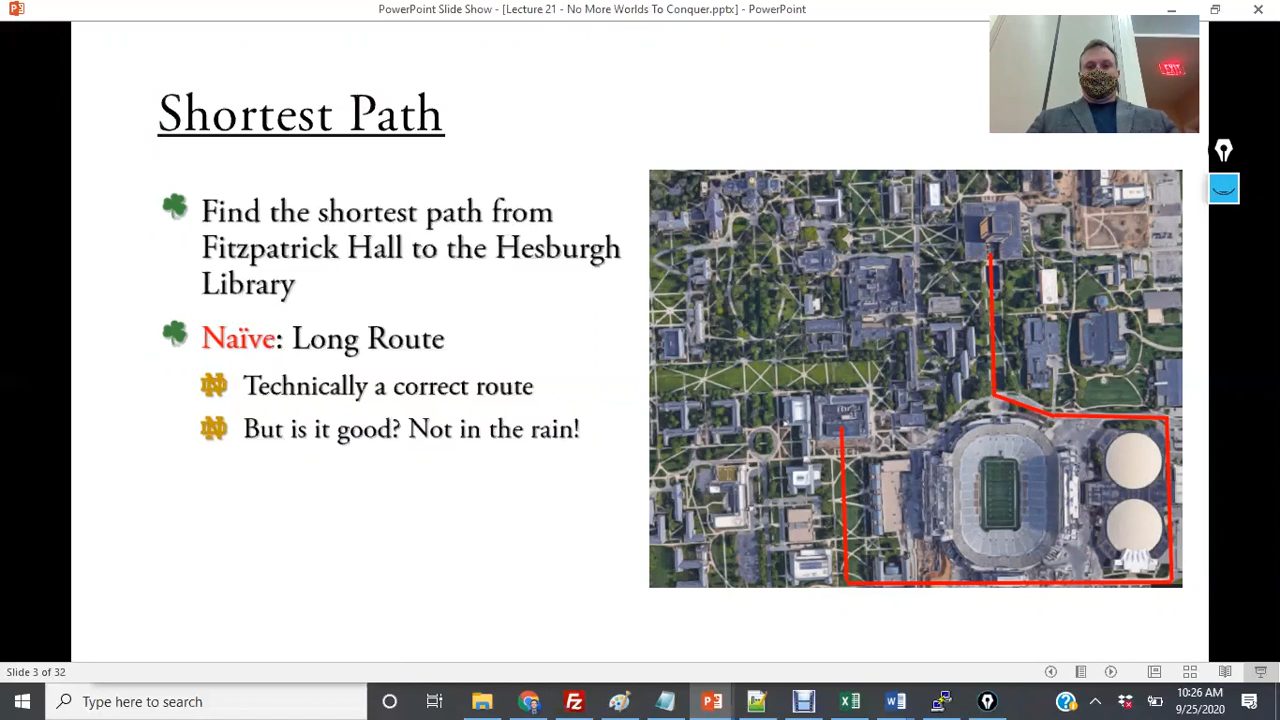 PowerPoint Slide Show - [Lecture 21 - No More Worlds To Conquer.pptx] - PowerPoint
EXIT
Shortest Path
Find the shortest path from
Fitzpatrick Hall to the Hesburgh
Library
Naïve: Long Route
Technically a correct route
But is it good? Not in the rain!
Slide 3 of 32
Type here to search
10:26 AM
9/25/2020